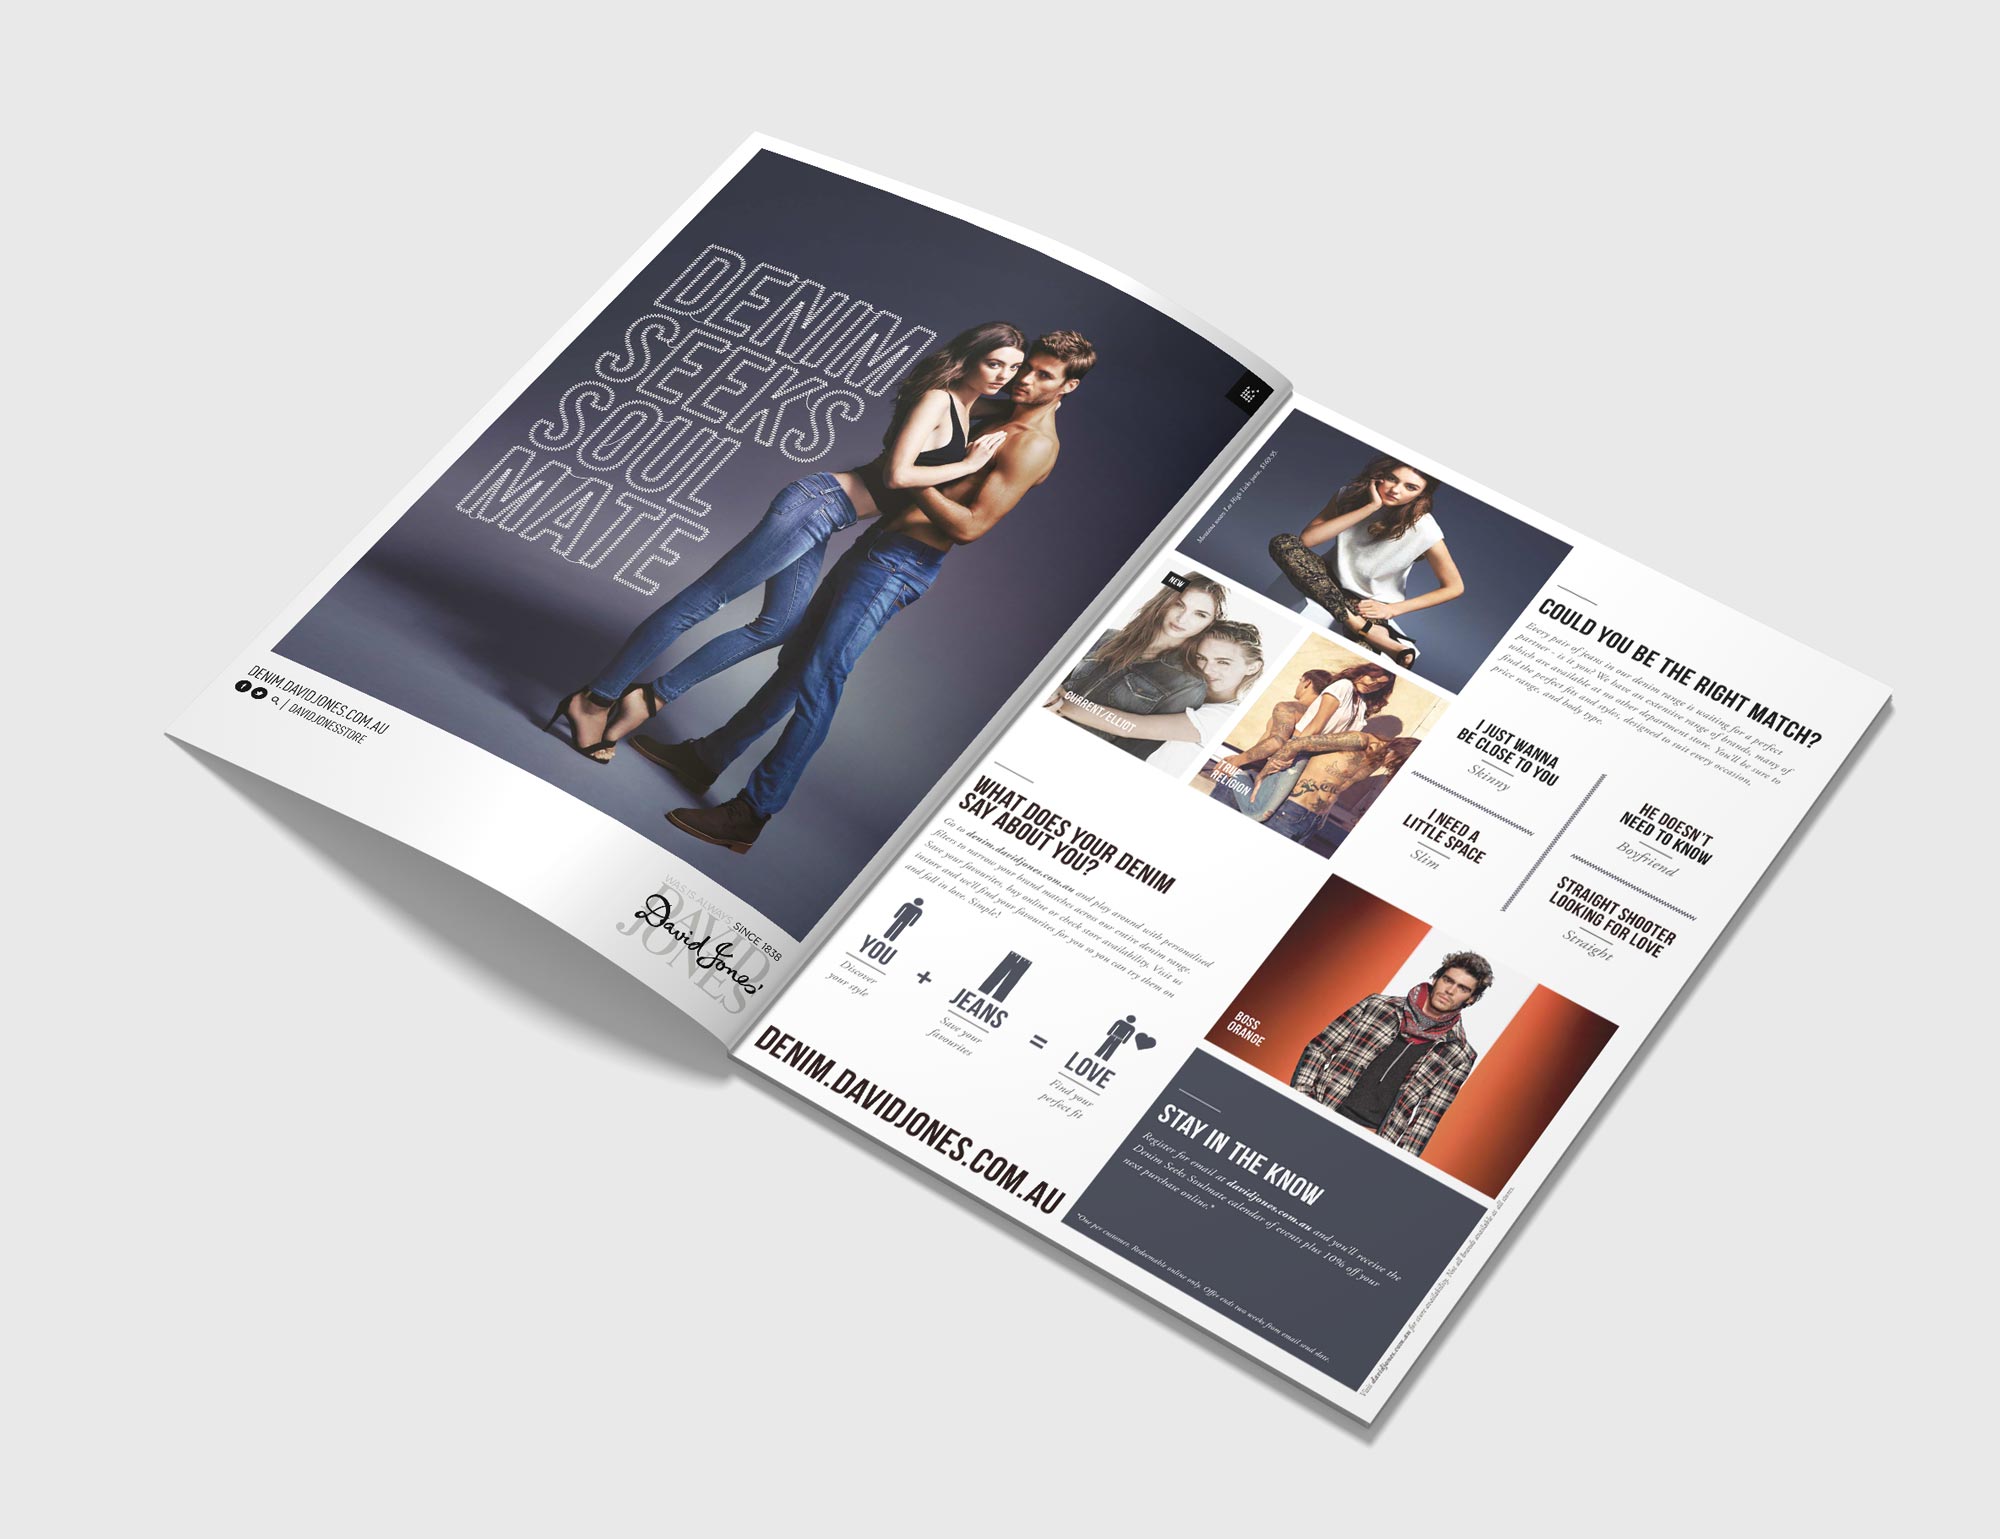 DENIM
SEEKS
SOUL
MATE
DENIM.DAVIDJONES.COM.AU
| DAVIDJONESSTORE
WAS IS ALWAYS
DAVID
JONES
David Jones
SINCE 1838
jeans, $169.95.
NEW
CURRENT/ELLIOT
TRUE
RELIGION
WHAT DOES YOUR DENIM
SAY ABOUT YOU?
Go to denim.davidjones.com.au and play around with personalised
filters to narrow your brand matches across our entire denim range.
Save your favourites, buy online or check store availability. Visit us
instore and we'll find your favourites for you so you can try them on
and fall in love. Simple!
YOU
Discover
your style
+
JEANS
Save your
favourites
=
LOVE
Find your
perfect fit
DENIM.DAVIDJONES.COM.AU
COULD YOU BE THE RIGHT MATCH?
Every pair of jeans in our denim range is waiting for a perfect
partner - is it you? We have an extensive range of brands, many of
which are available at no other department store. You'll be sure to
find the perfect fits and styles, designed to suit every occasion,
price range, and body type.
I JUST WANNA
BE CLOSE TO YOU
Skinny
I NEED A
LITTLE SPACE
Slim
HE DOESN'T
NEED TO KNOW
Boyfriend
STRAIGHT SHOOTER
LOOKING FOR LOVE
Straight
BOSS
ORANGE
STAY IN THE KNOW
Register for email at davidjones.com.au and you'll receive the
Denim Seeks Soulmate calendar of events plus 10% off your
next purchase online.*
*One per customer. Redeemable online only. Offer ends two weeks from email send date.
Visit davidjones.com.au for store availability. Not all brands available at all stores.